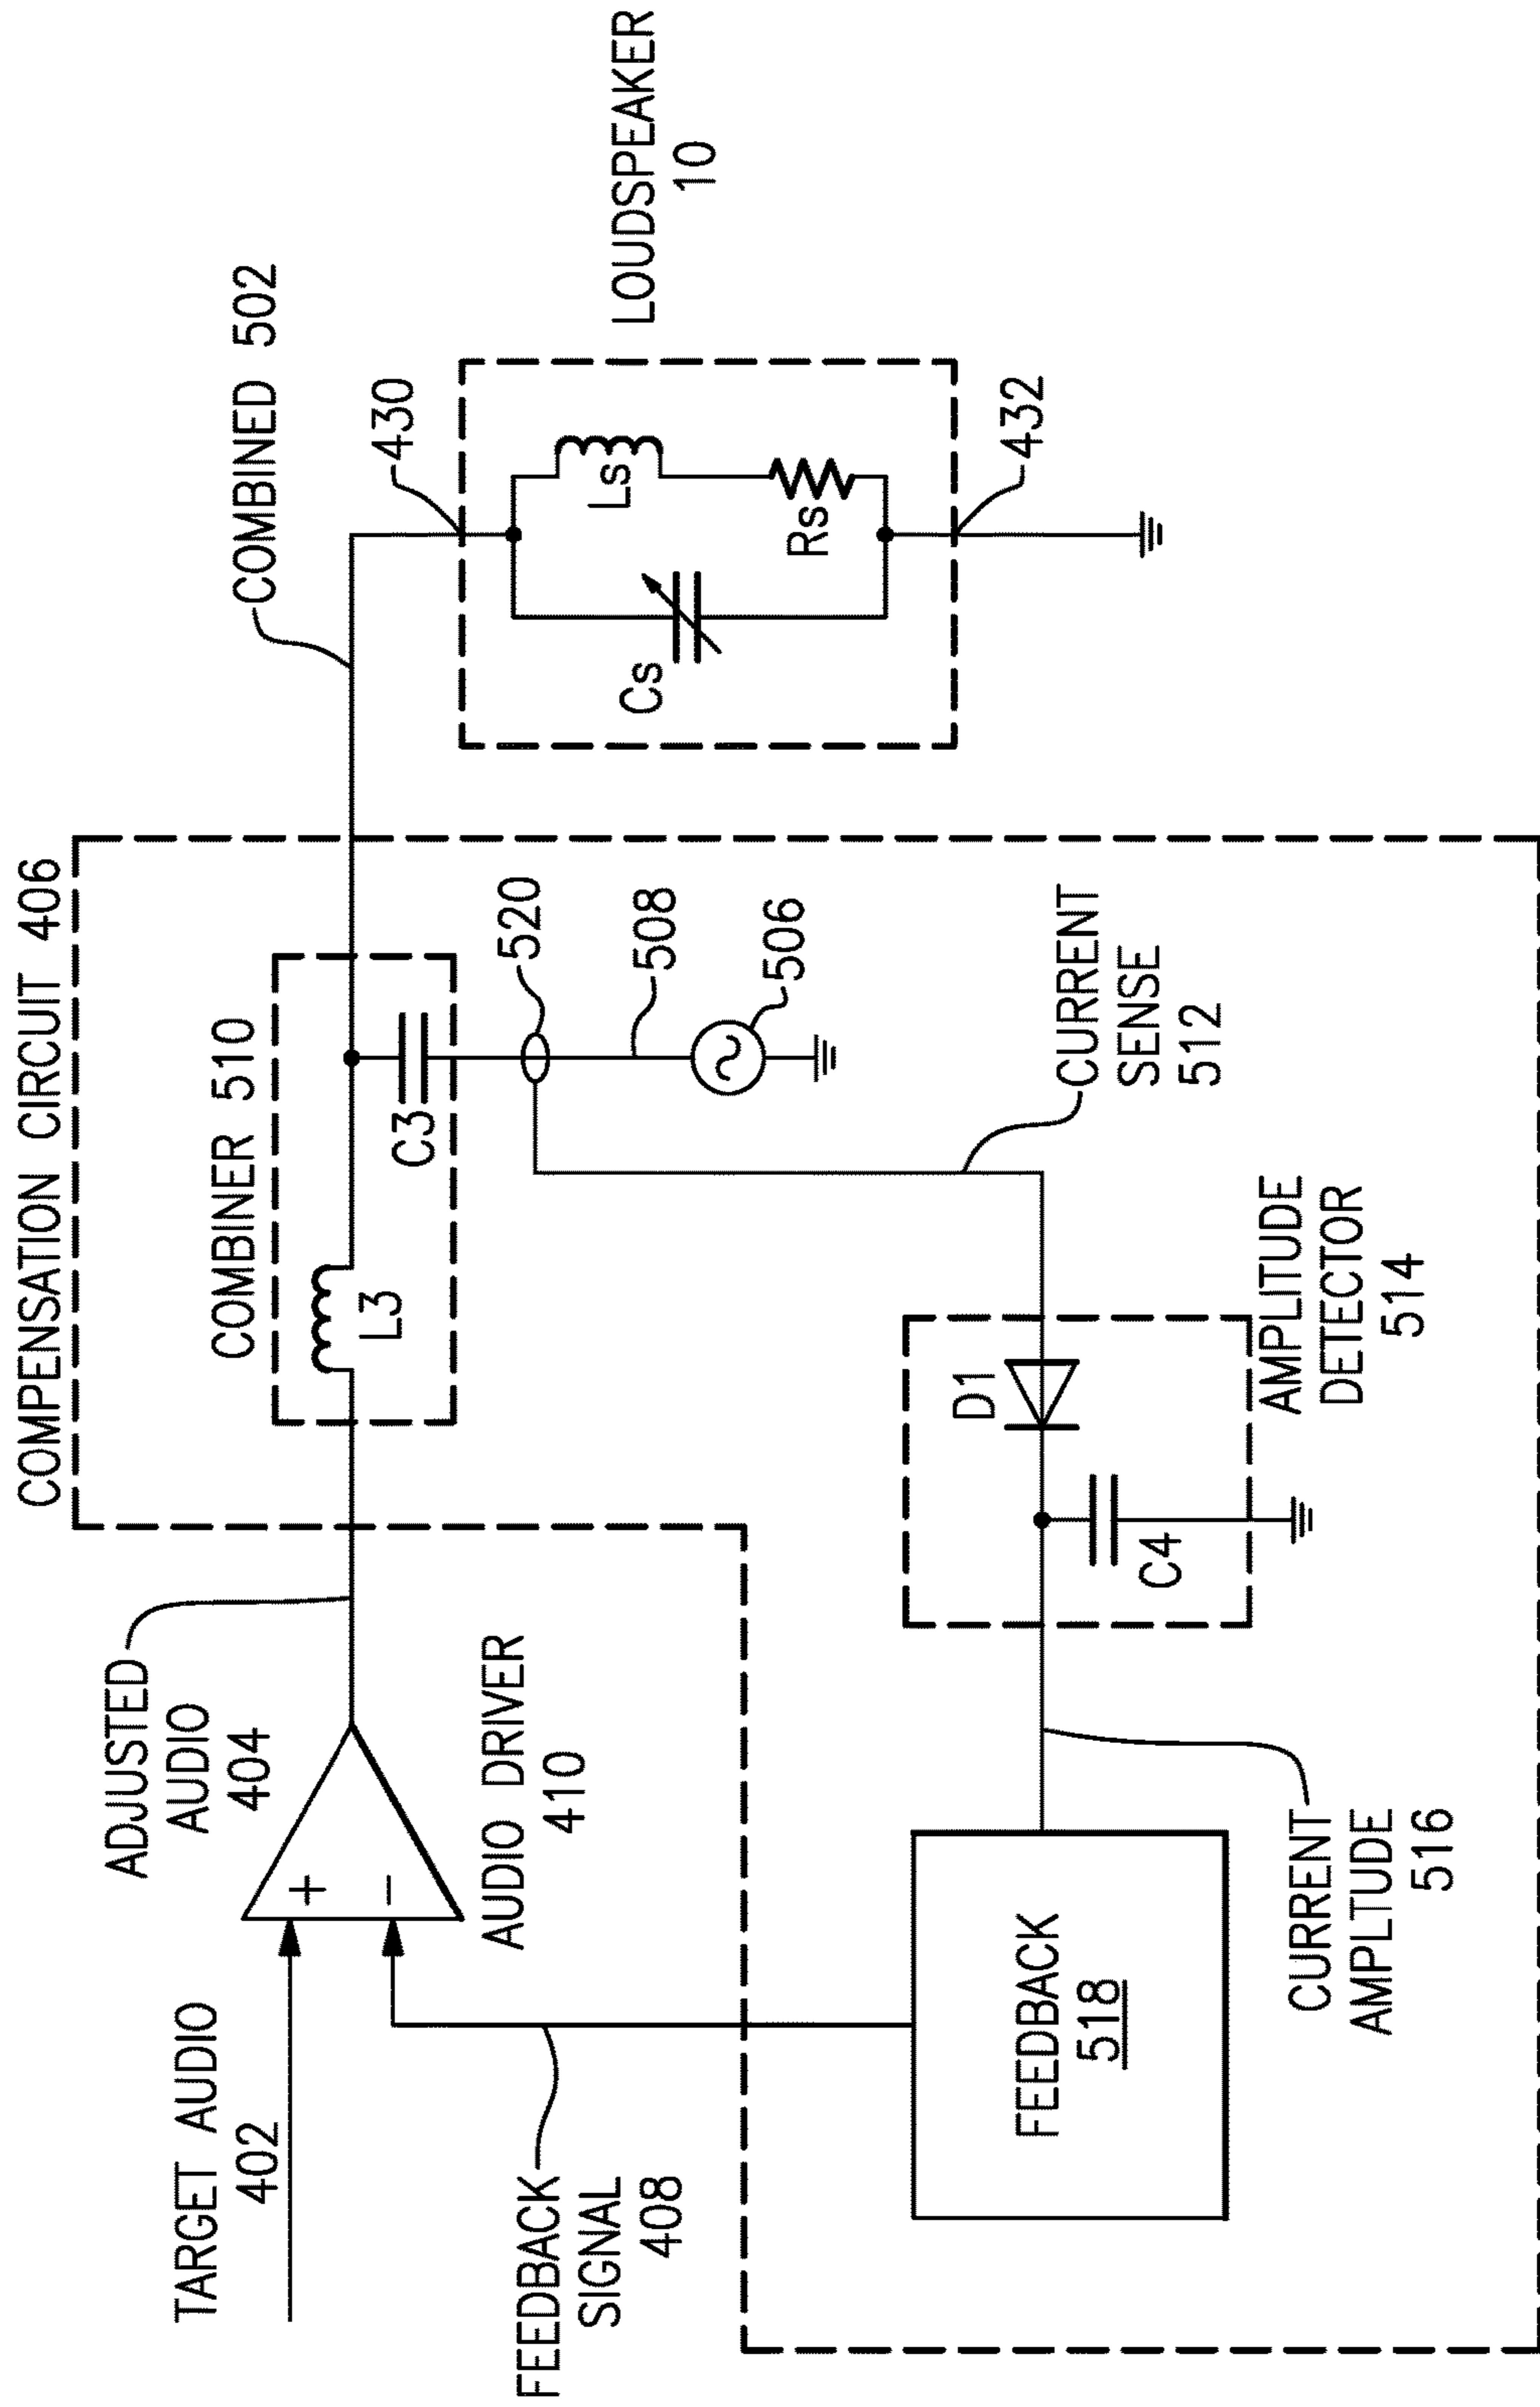 COMPENSATION CIRCUIT 406
COMBINED 502
LOUDSPEAKER
10
430
432
Cs
Ls
Rs
COMBINER 510
L3
C3
520
508
506
CURRENT
SENSE
512
ADJUSTED
AUDIO
404
TARGET AUDIO
402
+
−
AUDIO DRIVER
410
FEEDBACK
SIGNAL
408
D1
C4
AMPLITUDE
DETECTOR
514
FEEDBACK
518
CURRENT
AMPLTUDE
516